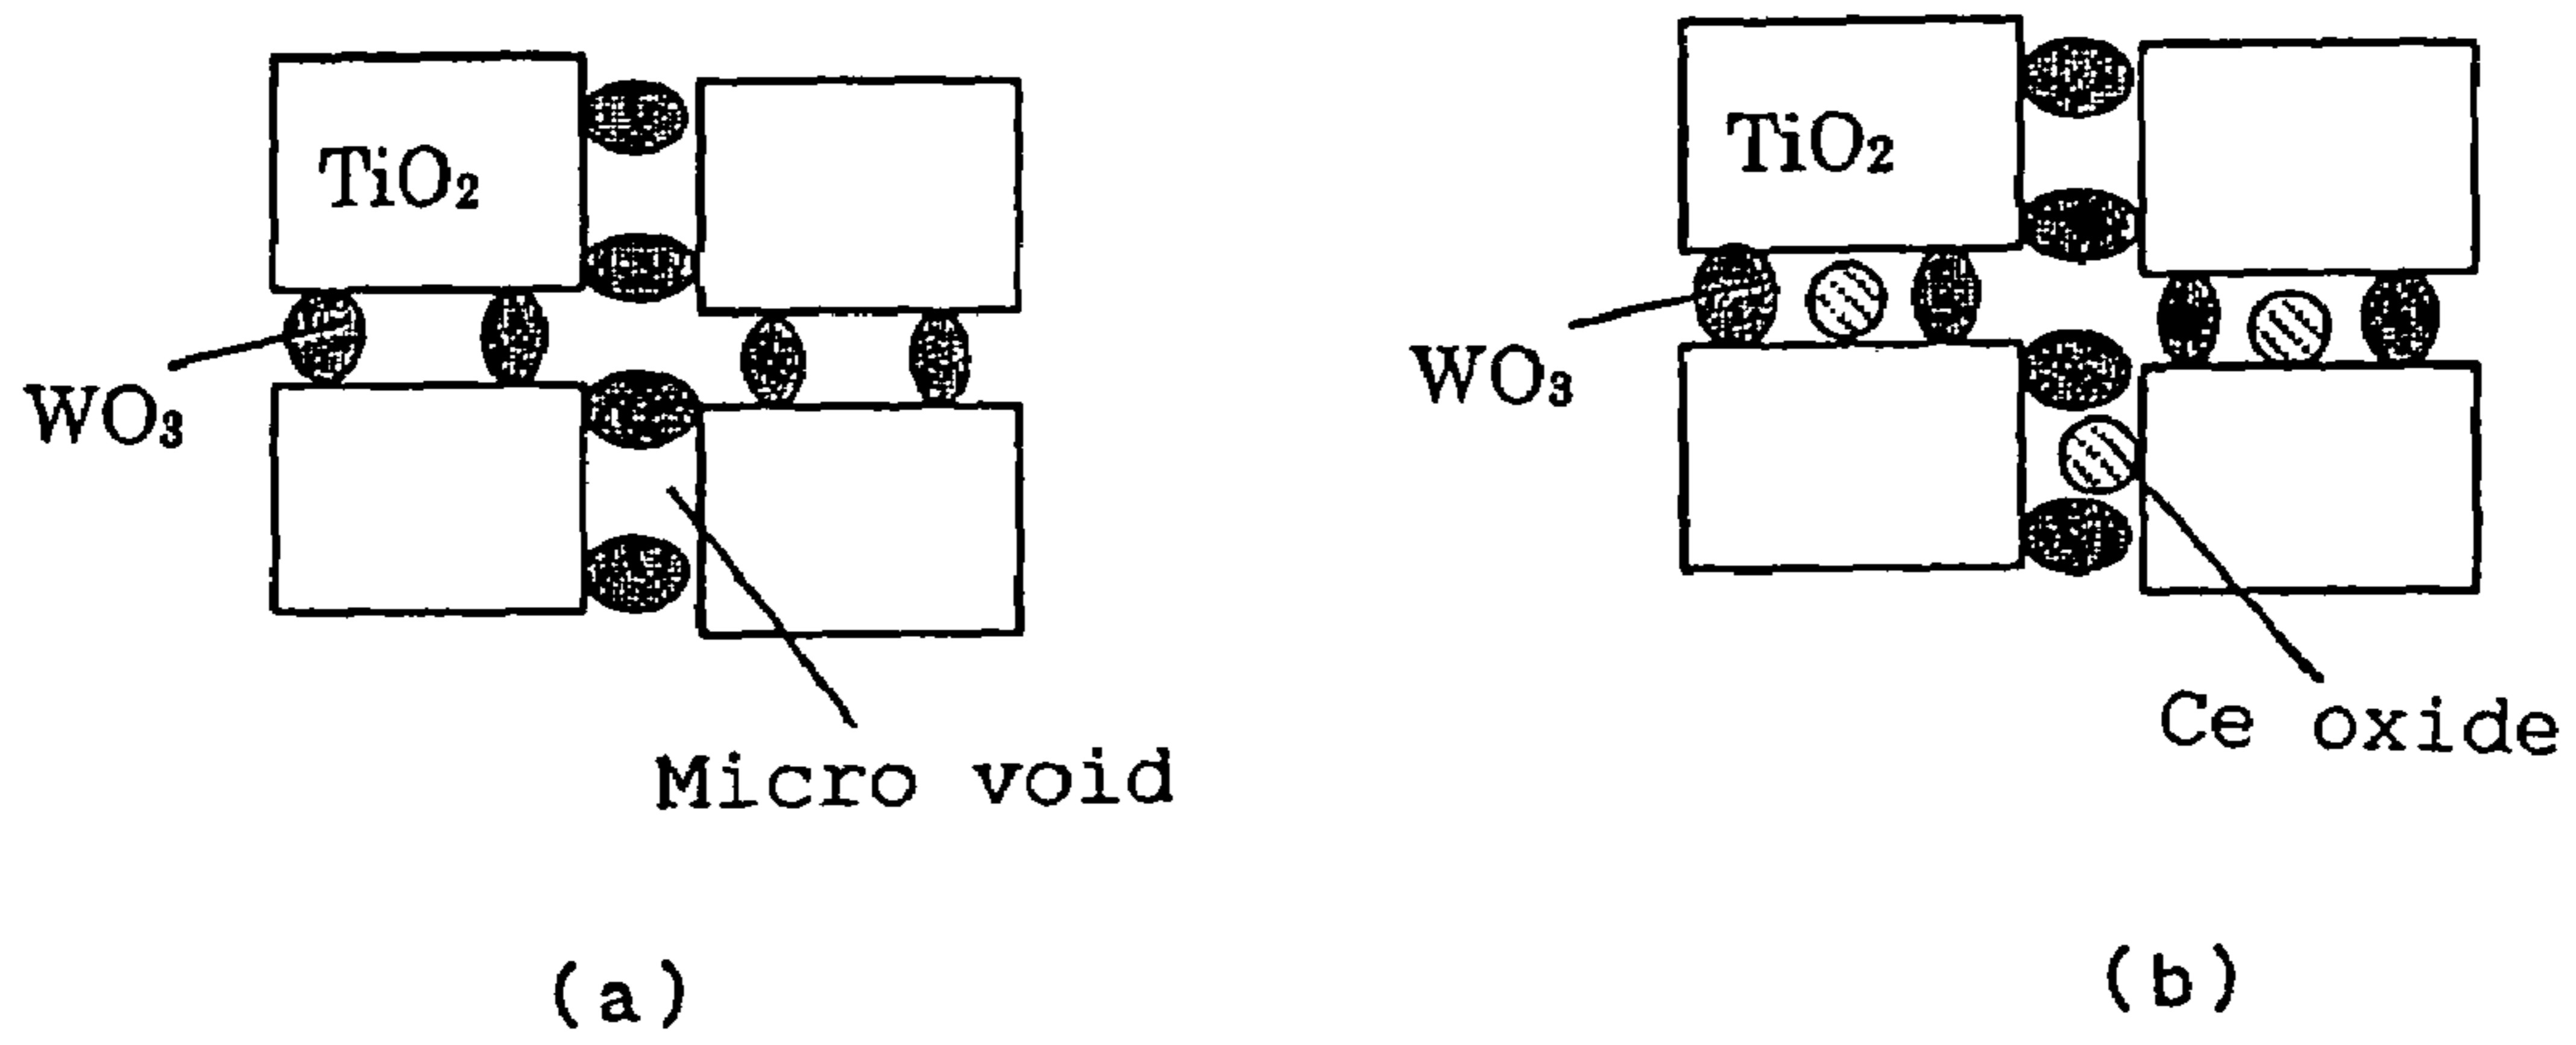 TiO₂
WO₃
Micro void
(a)
TiO₂
WO₃
Ce oxide
(b)